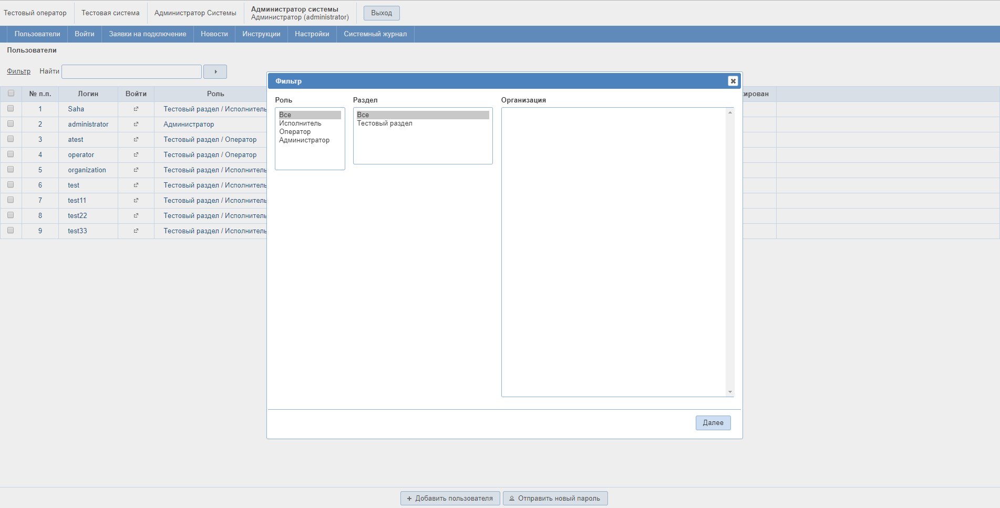 Тестовый оператор
Тестовая система
Администратор Системы
Администратор системы
Администратор (administrator)
Выход
Пользователи
Войти
Заявки на подключение
Новости
Инструкции
Настройки
Системный журнал
Пользователи
Фильтр
Найти
№ п.п.
Логин
Войти
Роль
ирован
1
Saha
Тестовый раздел / Исполнитель
2
administrator
Администратор
3
atest
Тестовый раздел / Оператор
4
operator
Тестовый раздел / Оператор
5
organization
Тестовый раздел / Исполнитель
6
test
Тестовый раздел / Исполнитель
7
test11
Тестовый раздел / Исполнитель
8
test22
Тестовый раздел / Исполнитель
9
test33
Тестовый раздел / Исполнитель
Фильтр
Роль
Все
Исполнитель
Оператор
Администратор
Раздел
Все
Тестовый раздел
Организация
Далее
Добавить пользователя
Отправить новый пароль